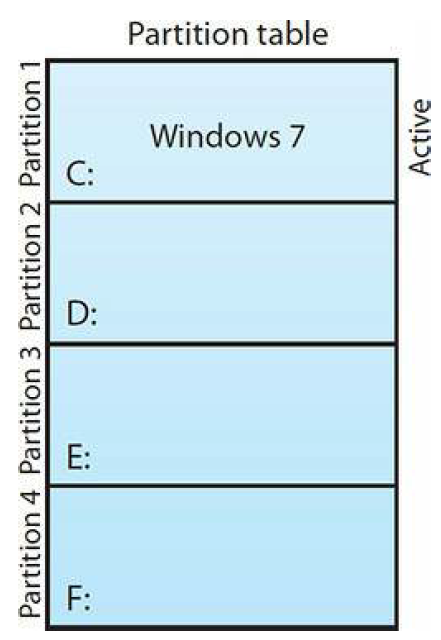 Partition table
Partition 1
Windows 7
C:
Active
Partition 2
D:
Partition 3
E:
Partition 4
F: